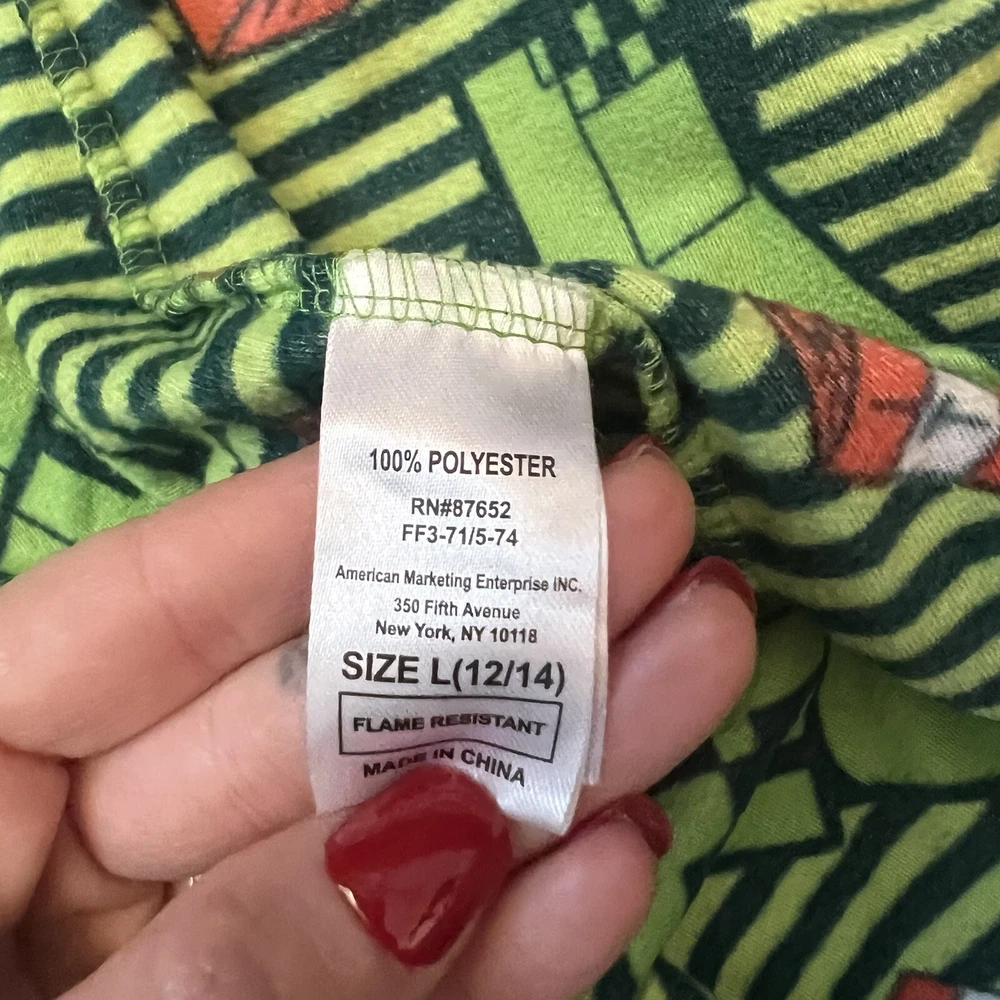 100% POLYESTER
RN#87652
FF3-71/5-74
American Marketing Enterprise INC.
350 Fifth Avenue
New York, NY 10118
SIZE L(12/14)
FLAME RESISTANT
MADE IN CHINA